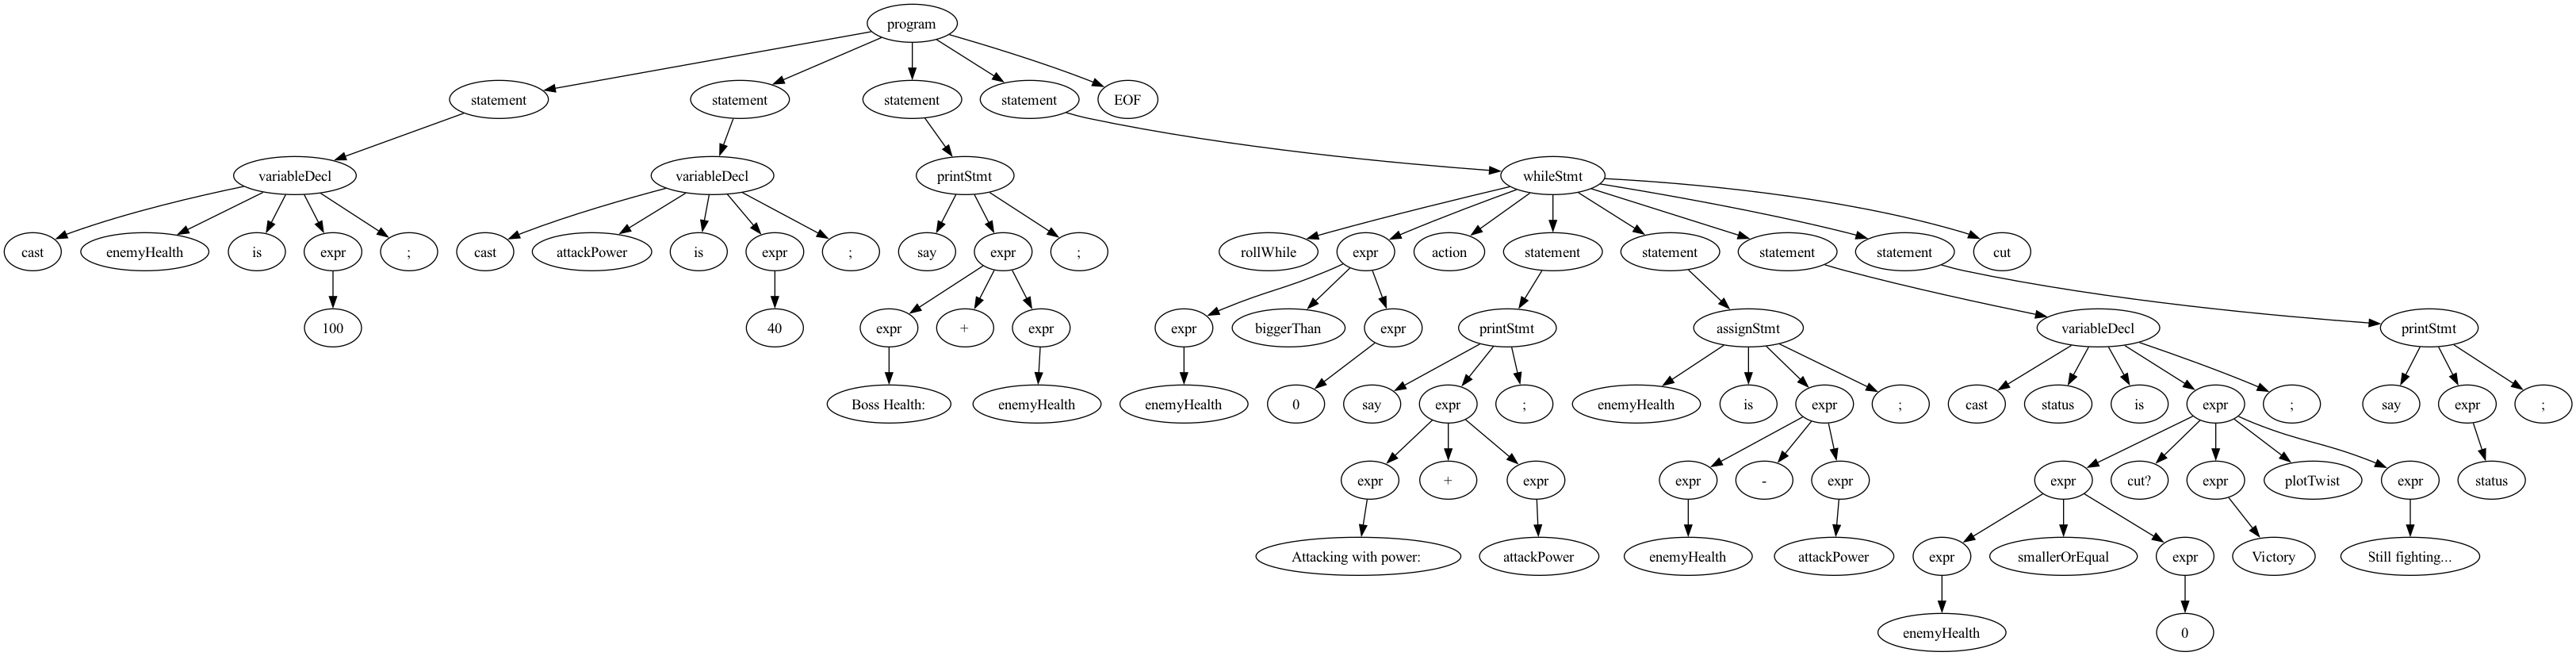 program
statement statement statement statement EOF
variableDecl variableDecl printStmt whileStmt
cast enemyHealth is expr ; cast attackPower is expr ; say expr ; rollWhile expr action statement statement statement statement cut
100 40 expr + expr expr biggerThan expr printStmt assignStmt variableDecl printStmt
Boss Health: enemyHealth enemyHealth 0 say expr ; enemyHealth is expr ; cast status is expr ; say expr ;
expr + expr expr - expr expr cut? expr plotTwist expr status
Attacking with power: attackPower enemyHealth attackPower expr smallerOrEqual expr Victory Still fighting...
enemyHealth 0